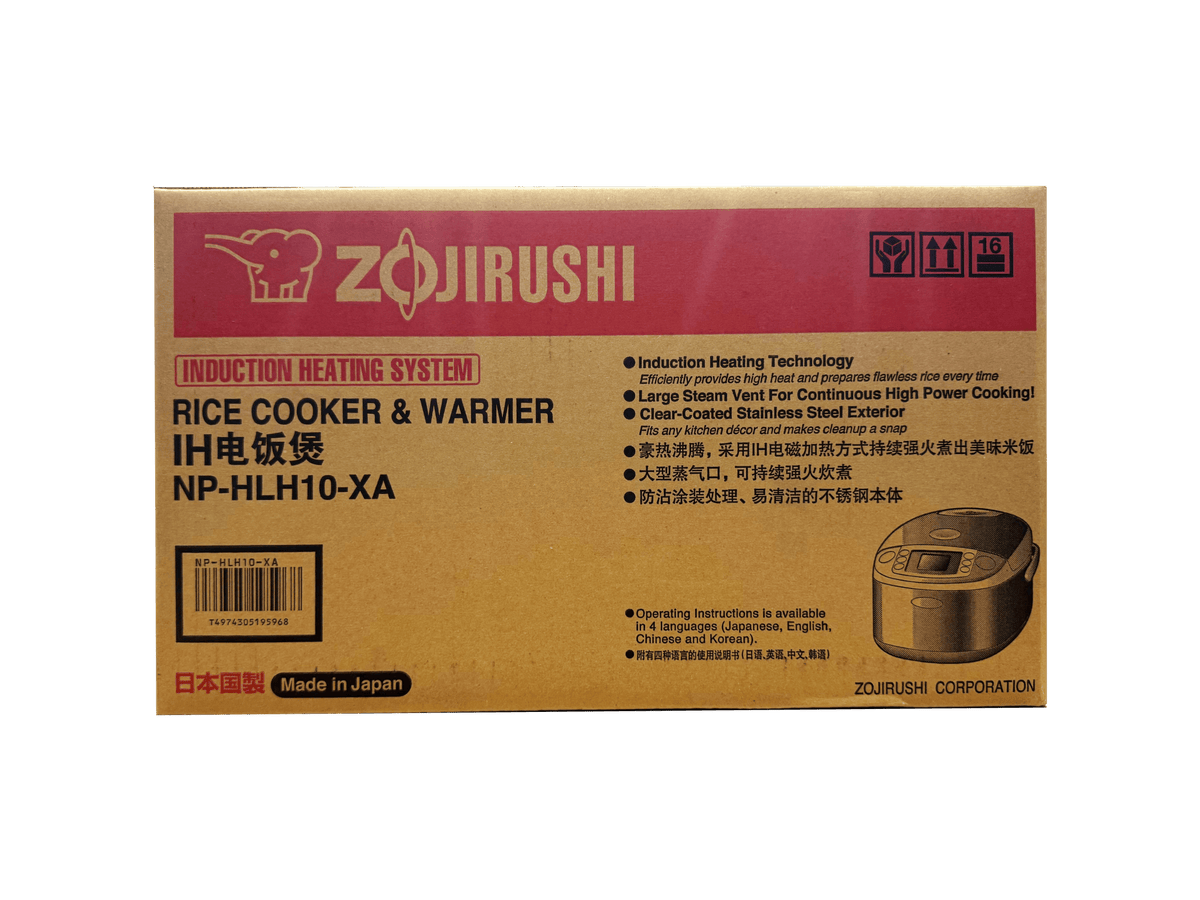 ZOJIRUSHI
16
INDUCTION HEATING SYSTEM
RICE COOKER & WARMER
IH电饭煲
NP-HLH10-XA
NP-HLH10-XA
T4974305195968
日本国製 Made in Japan
●Induction Heating Technology
Efficiently provides high heat and prepares flawless rice every time
●Large Steam Vent For Continuous High Power Cooking!
●Clear-Coated Stainless Steel Exterior
Fits any kitchen décor and makes cleanup a snap
●豪热沸腾，采用IH电磁加热方式持续强火煮出美味米饭
●大型蒸气口，可持续强火炊煮
●防沾涂装处理、易清洁的不锈钢本体
●Operating Instructions is available
in 4 languages (Japanese, English,
Chinese and Korean).
●附有四种语言的使用说明书（日语、英语、中文、韩语）
ZOJIRUSHI CORPORATION